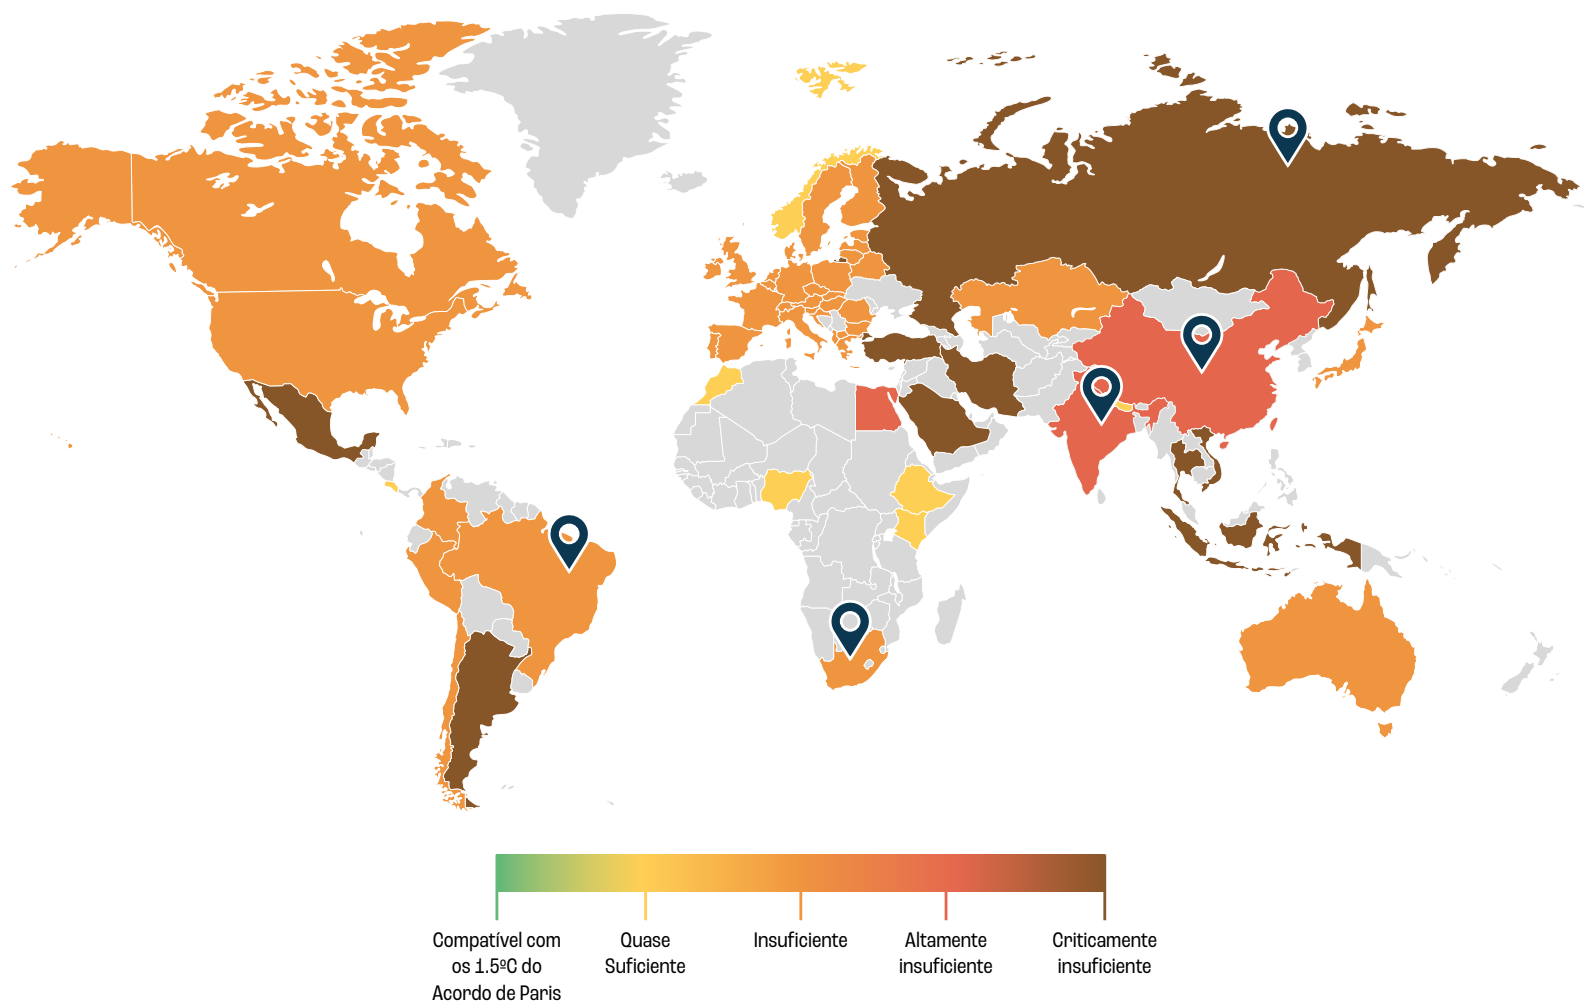 Compatível com
os 1.5ºC do
Acordo de Paris
Quase
Suficiente
Insuficiente
Altamente
insuficiente
Criticamente
insuficiente